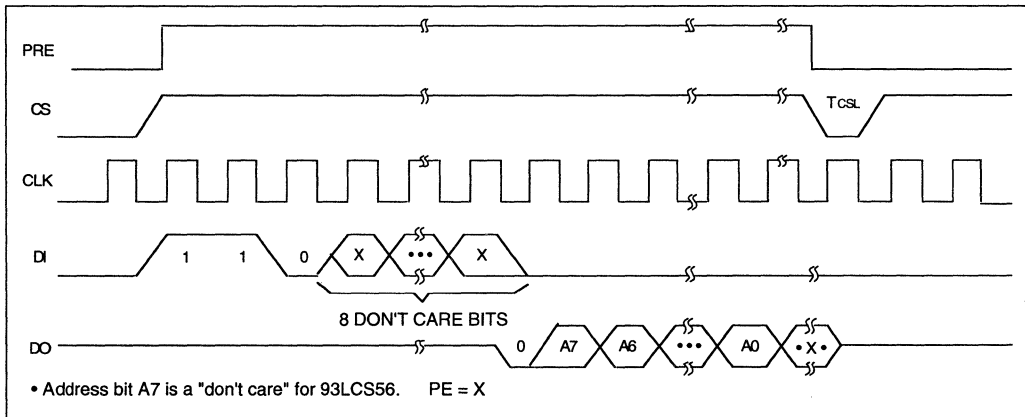 PRE
CS
TCSL
CLK
DI
1 1 0 X ••• X
8 DON'T CARE BITS
DO
0 A7 A6 ••• A0 •X•
• Address bit A7 is a "don't care" for 93LCS56. PE = X